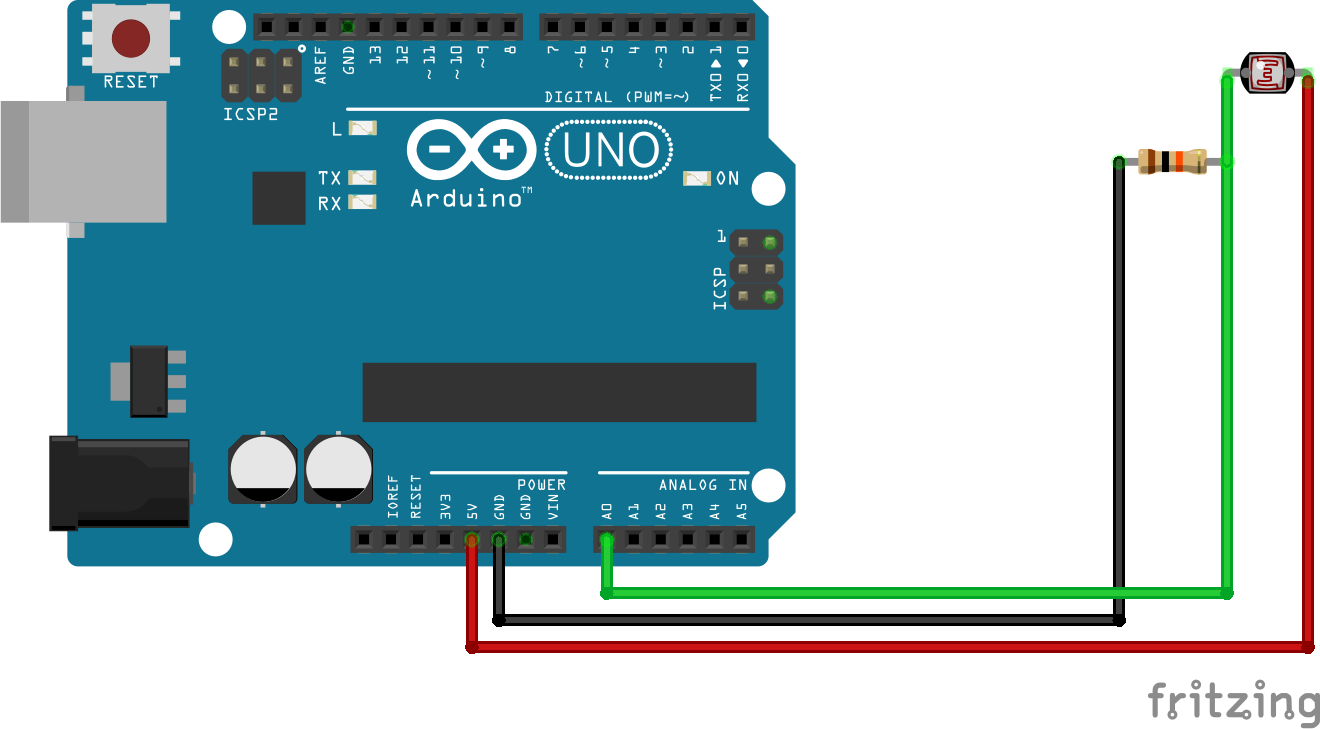 RESET
ICSP2
AREF
GND
13
12
~11
~10
~9
8
7
~6
~5
4
~3
2
TX0▶1
RX0◀0
DIGITAL (PWM=~)
L
TX
RX
UNO
Arduino™
ON
1
ICSP
POWER
ANALOG IN
IOREF
RESET
3V3
5V
GND
GND
VIN
A0
A1
A2
A3
A4
A5
fritzing